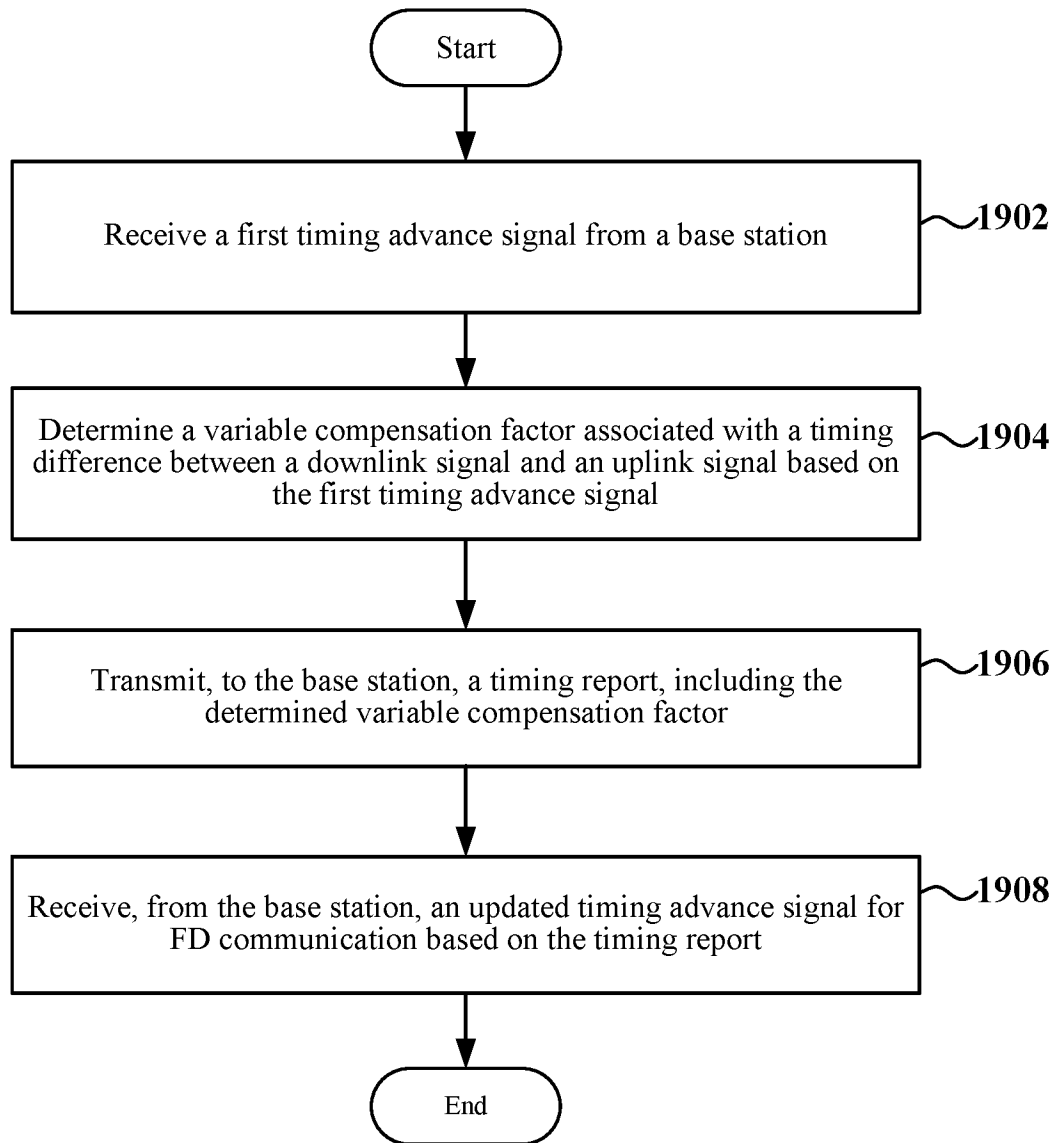 Start
Receive a first timing advance signal from a base station
1902
Determine a variable compensation factor associated with a timing
difference between a downlink signal and an uplink signal based on
the first timing advance signal
1904
Transmit, to the base station, a timing report, including the
determined variable compensation factor
1906
Receive, from the base station, an updated timing advance signal for
FD communication based on the timing report
1908
End